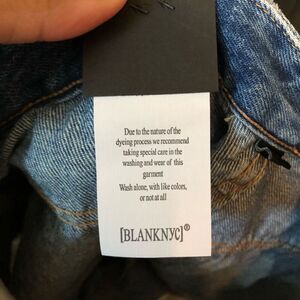 Due to the nature of the
dyeing process we recommend
taking special care in the
washing and wear of this
garment
Wash alone, with like colors,
or not at all
[BLANKNYC]®